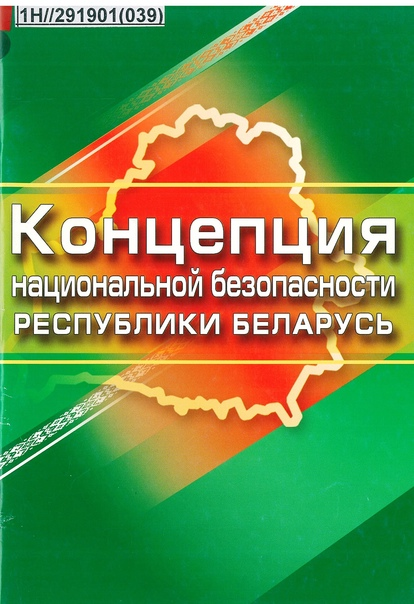 1Н//291901(039)
Концепция
национальной безопасности
РЕСПУБЛИКИ БЕЛАРУСЬ